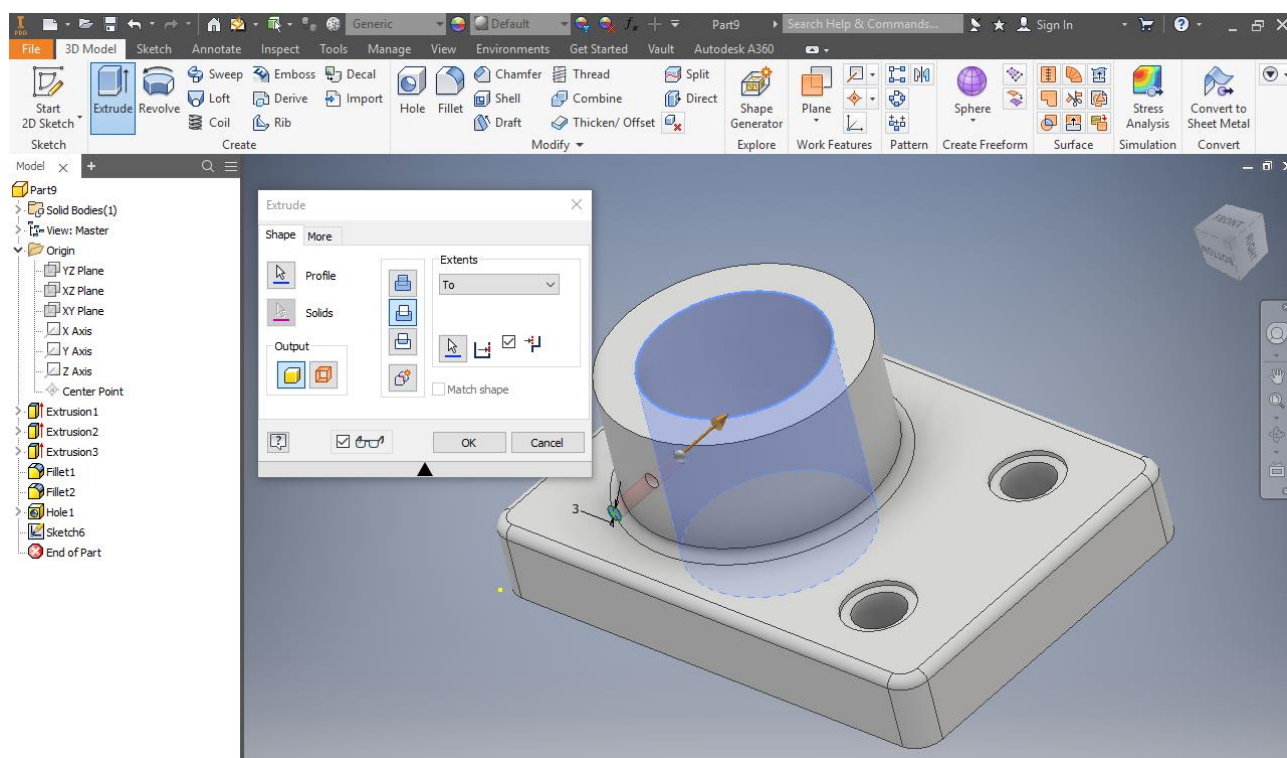 PRO Generic Default fx Part9 Search Help & Commands... Sign In
File 3D Model Sketch Annotate Inspect Tools Manage View Environments Get Started Vault Autodesk A360
Start 2D Sketch
Extrude
Revolve
Sweep
Loft
Coil
Emboss
Derive
Rib
Decal
Import
Hole
Fillet
Chamfer
Shell
Draft
Thread
Combine
Thicken/ Offset
Split
Direct
Shape Generator
Plane
Sphere
Stress Analysis
Convert to Sheet Metal
Sketch Create Modify Explore Work Features Pattern Create Freeform Surface Simulation Convert
Model
Part9
Solid Bodies(1)
View: Master
Origin
YZ Plane
XZ Plane
XY Plane
X Axis
Y Axis
Z Axis
Center Point
Extrusion1
Extrusion2
Extrusion3
Fillet1
Fillet2
Hole1
Sketch6
End of Part
Extrude
Shape More
Profile
Solids
Output
Extents
To
Match shape
OK Cancel
3
FRONT
RIGHT
BOTTOM